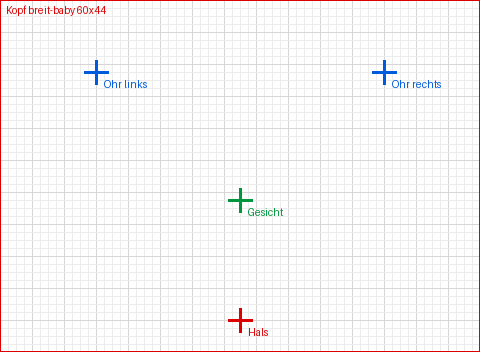 Kopf breit-baby 60x44
Ohr links
Ohr rechts
Gesicht
Hals